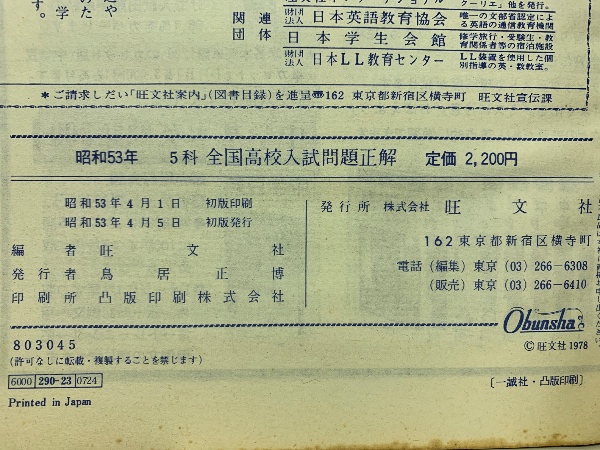 近や
のた
学
す。
関連
団体
財団法人 日本英語教育協会
唯一の文部省認定による英語の通信教育機関
日本学生会館
修学旅行・受験生・教育関係者等の宿泊施設
財団法人 日本LL教育センター
LL装置を使用した個別指導の英・数教室。
クーリエ」他を発行。
*ご請求しだい「旺文社案内」(図書目録)を進呈 ☎162 東京都新宿区横寺町 旺文社宣伝課
昭和53年 5科 全国高校入試問題正解 定価 2,200円
昭和53年4月1日 初版印刷
昭和53年4月5日 初版発行
編者 旺文社
発行者 鳥居正博
印刷所 凸版印刷株式会社
発行所 株式会社 旺文社
162 東京都新宿区横寺町
電話(編集)東京(03)266-6308
(販売)東京(03)266-6410
Obunsha
©旺文社1978
803045
(許可なしに転載・複製することを禁じます)
6000 290-23 0724
〔一誠社・凸版印刷〕
Printed in Japan